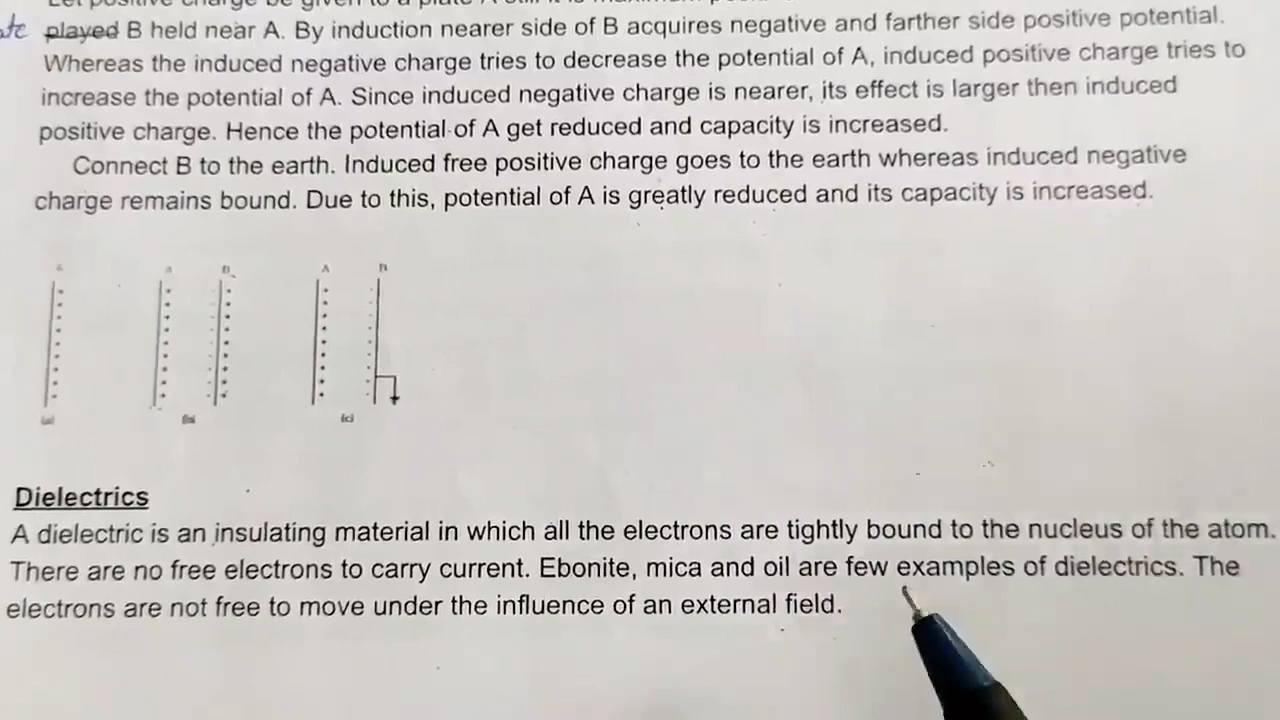 played B held near A. By induction nearer side of B acquires negative and farther side positive potential.
Whereas the induced negative charge tries to decrease the potential of A, induced positive charge tries to
increase the potential of A. Since induced negative charge is nearer, its effect is larger then induced
positive charge. Hence the potential of A get reduced and capacity is increased.
Connect B to the earth. Induced free positive charge goes to the earth whereas induced negative
charge remains bound. Due to this, potential of A is greatly reduced and its capacity is increased.
A A B A B
(a) (b) (c)
Dielectrics
A dielectric is an insulating material in which all the electrons are tightly bound to the nucleus of the atom.
There are no free electrons to carry current. Ebonite, mica and oil are few examples of dielectrics. The
electrons are not free to move under the influence of an external field.